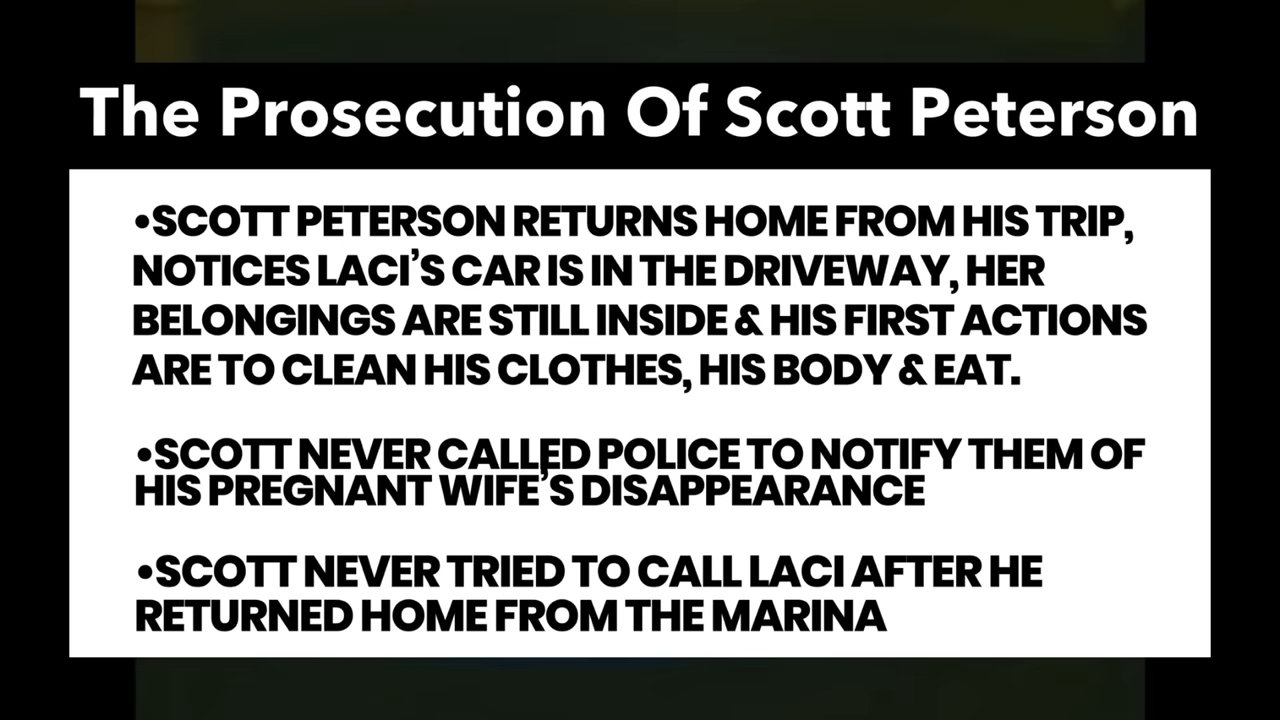 The Prosecution Of Scott Peterson
•SCOTT PETERSON RETURNS HOME FROM HIS TRIP,
NOTICES LACI’S CAR IS IN THE DRIVEWAY, HER
BELONGINGS ARE STILL INSIDE & HIS FIRST ACTIONS
ARE TO CLEAN HIS CLOTHES, HIS BODY & EAT.
•SCOTT NEVER CALLED POLICE TO NOTIFY THEM OF
HIS PREGNANT WIFE’S DISAPPEARANCE
•SCOTT NEVER TRIED TO CALL LACI AFTER HE
RETURNED HOME FROM THE MARINA